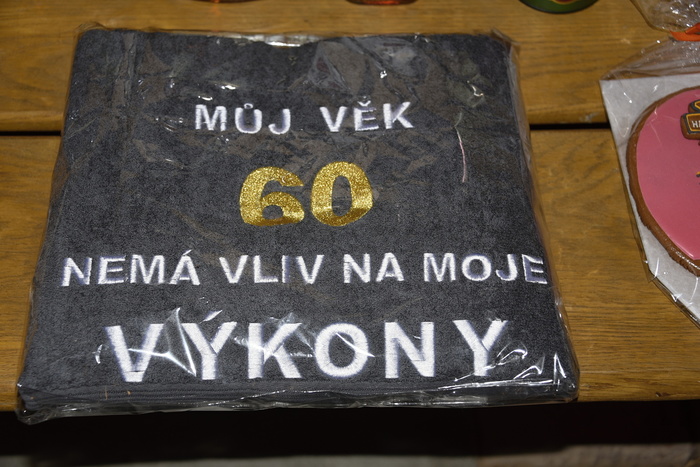 MŮJ VĚK
60
NEMÁ VLIV NA MOJE
VÝKONY